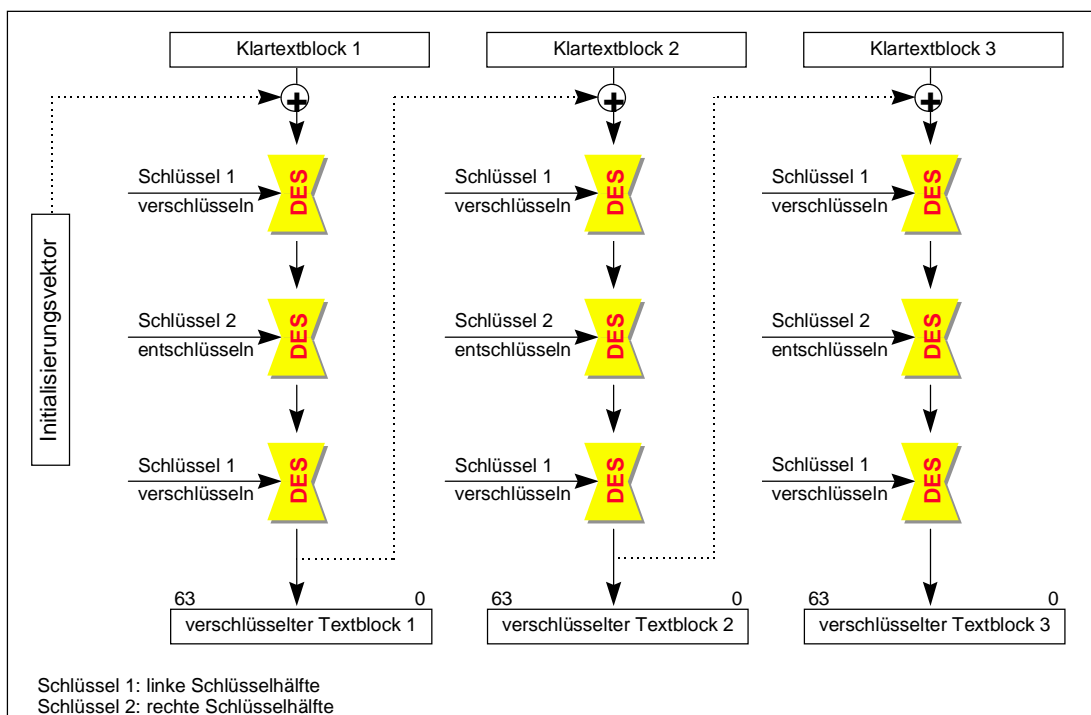 Klartextblock 1
Klartextblock 2
Klartextblock 3
Initialisierungsvektor
Schlüssel 1
verschlüsseln
DES
Schlüssel 1
verschlüsseln
DES
Schlüssel 1
verschlüsseln
DES
Schlüssel 2
entschlüsseln
DES
Schlüssel 2
entschlüsseln
DES
Schlüssel 2
entschlüsseln
DES
Schlüssel 1
verschlüsseln
DES
Schlüssel 1
verschlüsseln
DES
Schlüssel 1
verschlüsseln
DES
63 0
63 0
63 0
verschlüsselter Textblock 1
verschlüsselter Textblock 2
verschlüsselter Textblock 3
Schlüssel 1: linke Schlüsselhälfte
Schlüssel 2: rechte Schlüsselhälfte